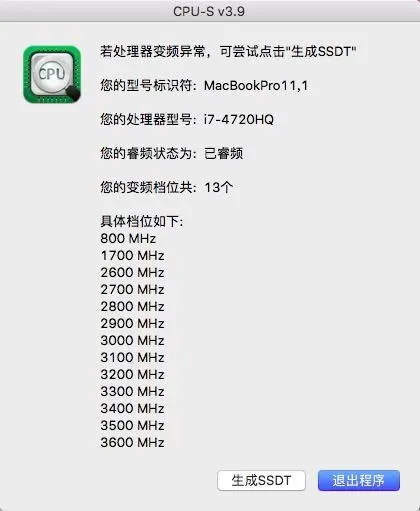 CPU-S v3.9
CPU
若处理器变频异常，可尝试点击"生成SSDT"
您的型号标识符: MacBookPro11,1
您的处理器型号: i7-4720HQ
您的睿频状态为: 已睿频
您的变频档位共: 13个
具体档位如下:
800 MHz
1700 MHz
2600 MHz
2700 MHz
2800 MHz
2900 MHz
3000 MHz
3100 MHz
3200 MHz
3300 MHz
3400 MHz
3500 MHz
3600 MHz
生成SSDT
退出程序